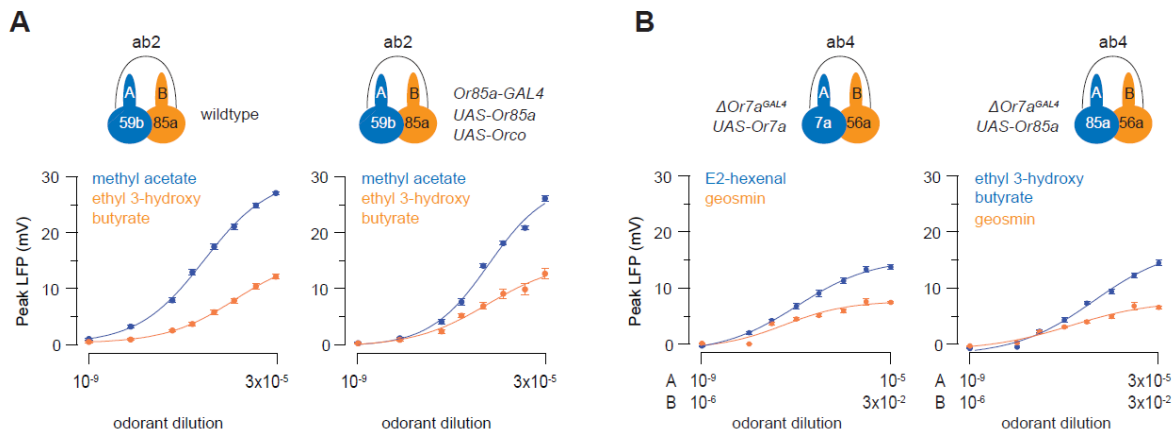 A
ab2
A B
59b 85a
wildtype
ab2
A B
59b 85a
Or85a-GAL4
UAS-Or85a
UAS-Orco
Peak LFP (mV)
30
20
10
0
methyl acetate
ethyl 3-hydroxy
butyrate
10⁻⁹ 3x10⁻⁵
odorant dilution
30
20
10
0
methyl acetate
ethyl 3-hydroxy
butyrate
10⁻⁹ 3x10⁻⁵
odorant dilution
B
ab4
ΔOr7aᴳᴬᴸ⁴
UAS-Or7a
A B
7a 56a
ab4
ΔOr7aᴳᴬᴸ⁴
UAS-Or85a
A B
85a 56a
Peak LFP (mV)
30
20
10
0
E2-hexenal
geosmin
A 10⁻⁹ 10⁻⁵
B 10⁻⁶ 3x10⁻²
odorant dilution
30
20
10
0
ethyl 3-hydroxy
butyrate
geosmin
A 10⁻⁹ 3x10⁻⁵
B 10⁻⁶ 3x10⁻²
odorant dilution